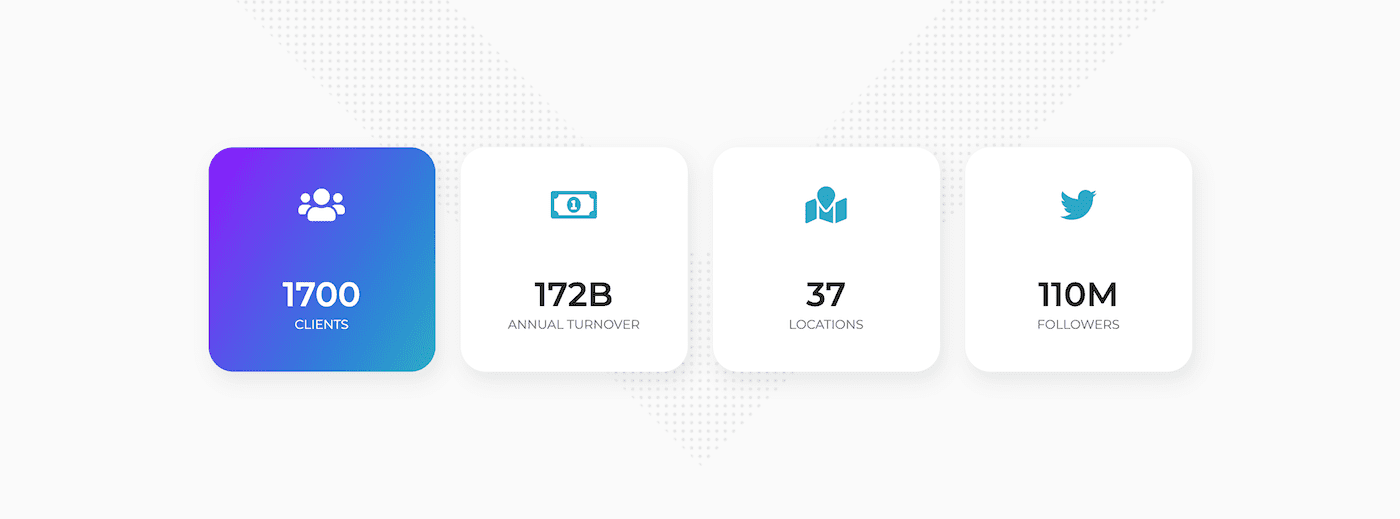 1700
CLIENTS
172B
ANNUAL TURNOVER
37
LOCATIONS
110M
FOLLOWERS